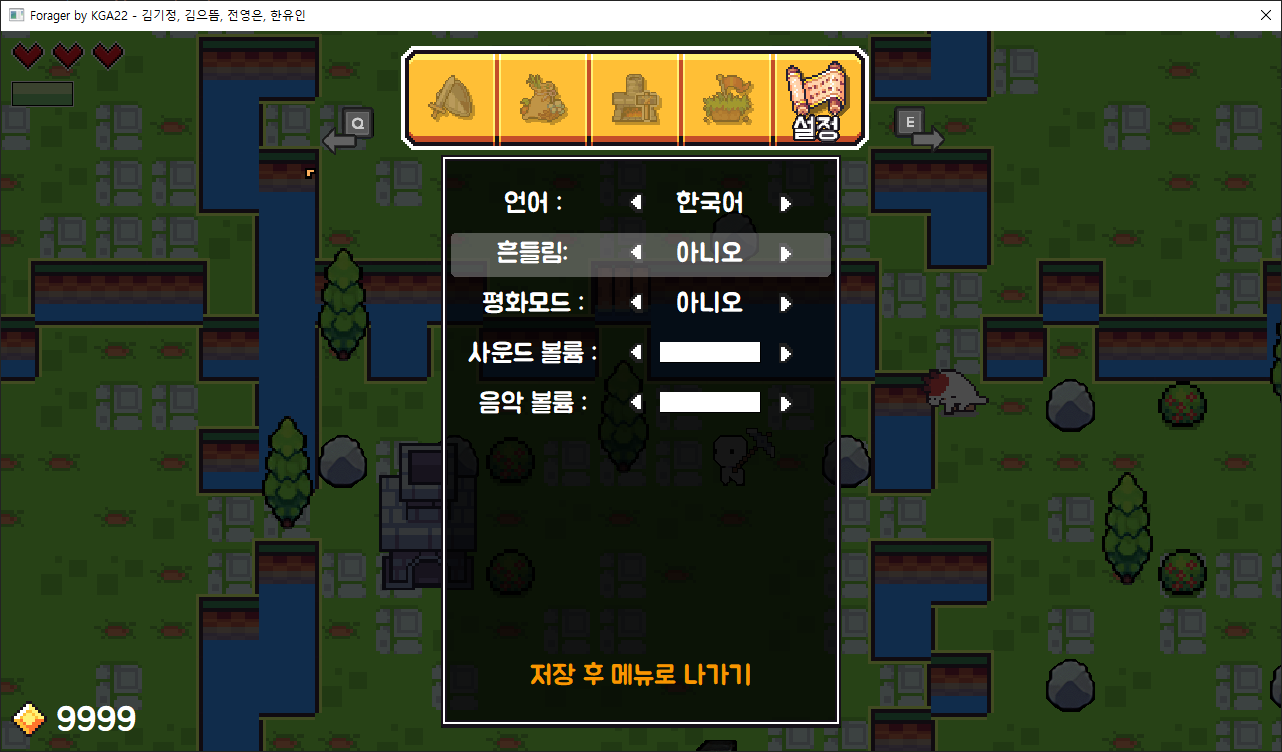 Forager by KGA22 - 김기정, 김으뜸, 전영은, 한유인
Q
설정
E
언어 : 한국어
흔들림: 아니오
평화모드 : 아니오
사운드 볼륨 :
음악 볼륨 :
저장 후 메뉴로 나가기
9999